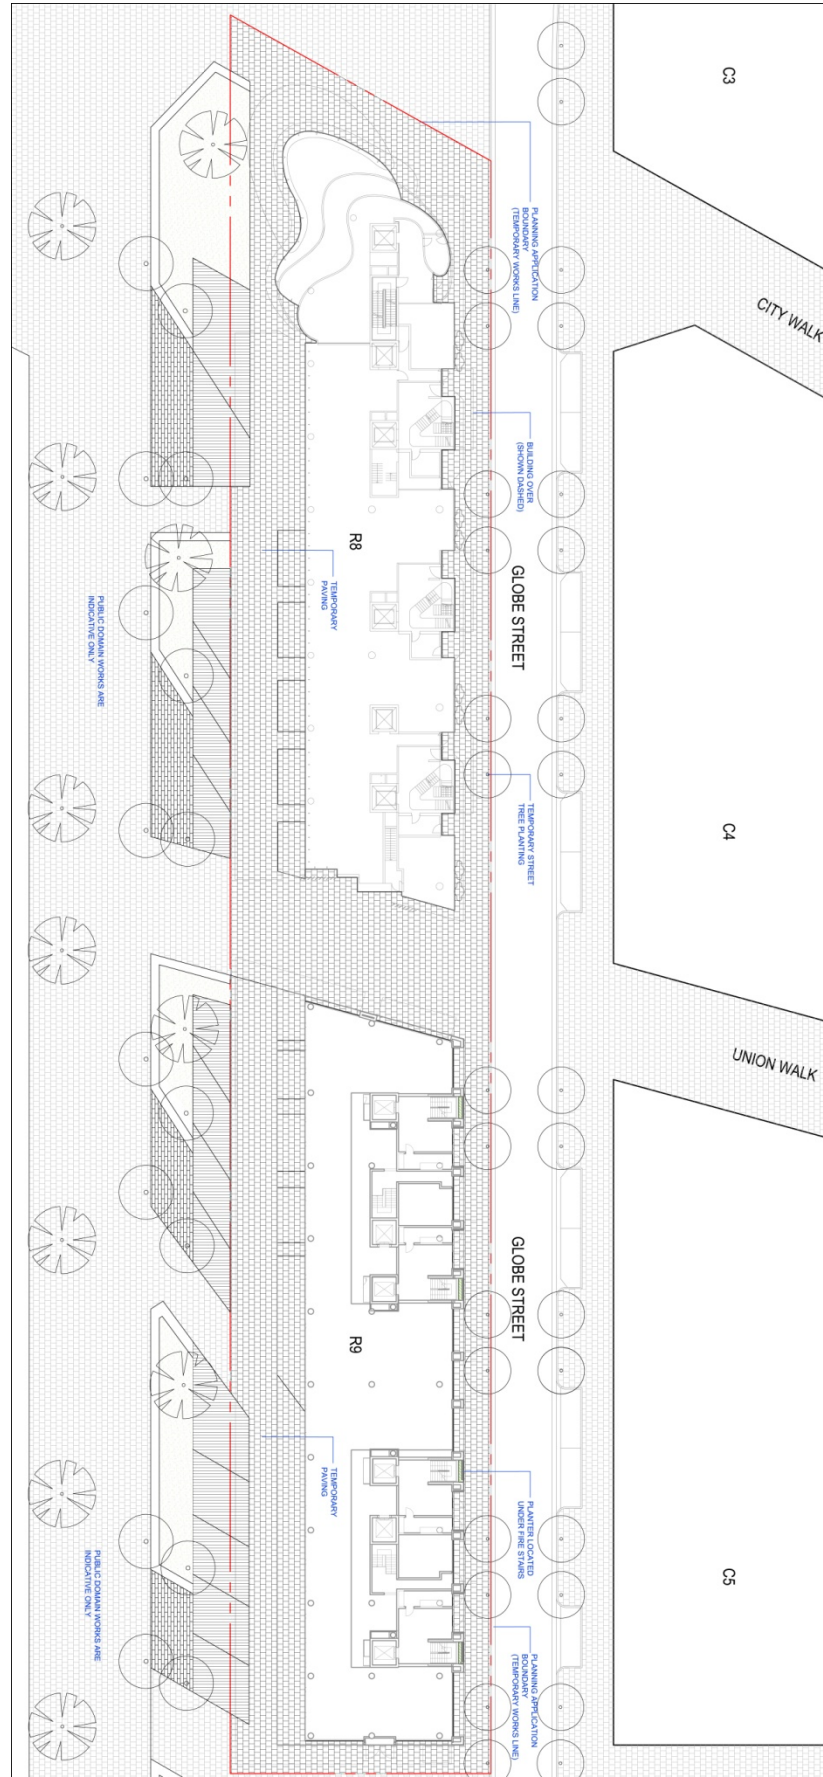 C3
PLANNING APPLICATION
BOUNDARY
(TEMPORARY WORKS LINE)
CITY WALK
BUILDING OVER
(SHOWN DASHED)
R8
GLOBE STREET
TEMPORARY
PAVING
PUBLIC DOMAIN WORKS ARE
INDICATIVE ONLY
TEMPORARY STREET
TREE PLANTING
C4
UNION WALK
GLOBE STREET
R9
TEMPORARY
PAVING
PLANTER LOCATED
UNDER FIRE STAIRS
C5
PUBLIC DOMAIN WORKS ARE
INDICATIVE ONLY
PLANNING APPLICATION
BOUNDARY
(TEMPORARY WORKS LINE)